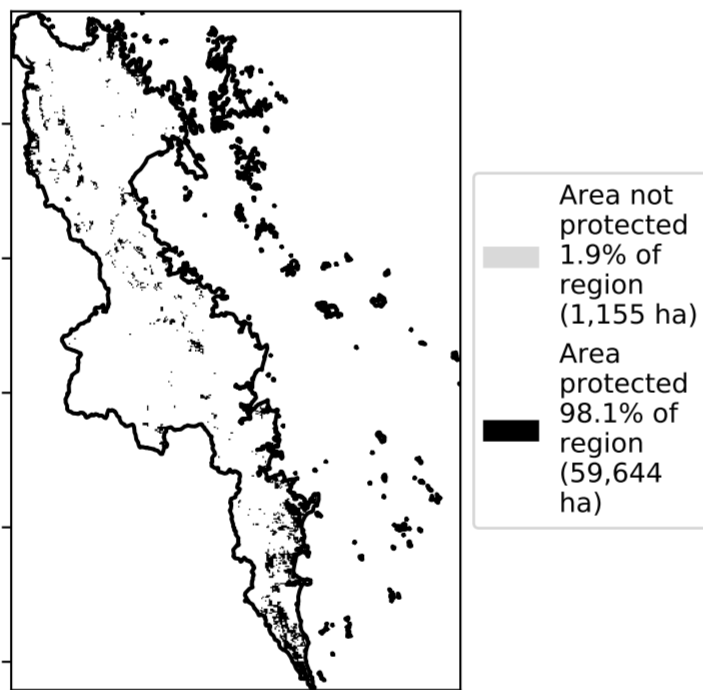 Area not
protected
1.9% of
region
(1,155 ha)
Area
protected
98.1% of
region
(59,644
ha)